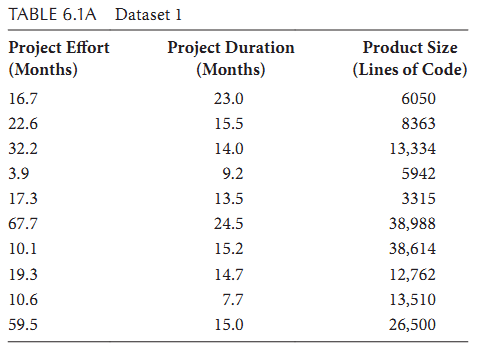 TABLE 6.1A Dataset 1
Project Effort Project Duration Product Size
(Months) (Months) (Lines of Code)
16.7 23.0 6050
22.6 15.5 8363
32.2 14.0 13,334
3.9 9.2 5942
17.3 13.5 3315
67.7 24.5 38,988
10.1 15.2 38,614
19.3 14.7 12,762
10.6 7.7 13,510
59.5 15.0 26,500